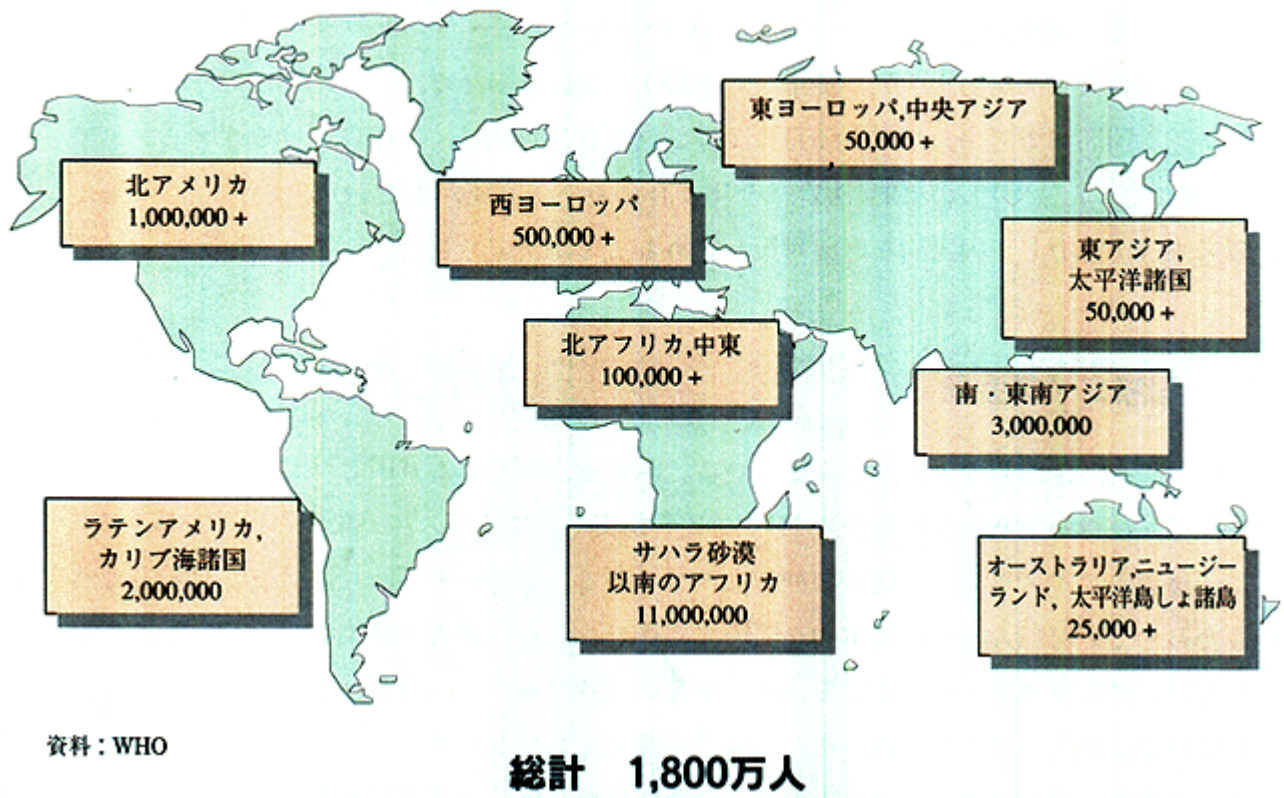 東ヨーロッパ,中央アジア
50,000 +
北アメリカ
1,000,000 +
西ヨーロッパ
500,000 +
東アジア,
太平洋諸国
50,000 +
北アフリカ,中東
100,000 +
南・東南アジア
3,000,000
ラテンアメリカ,
カリブ海諸国
2,000,000
サハラ砂漠
以南のアフリカ
11,000,000
オーストラリア,ニュージー
ランド, 太平洋島しょ諸島
25,000 +
資料：WHO
総計　1,800万人